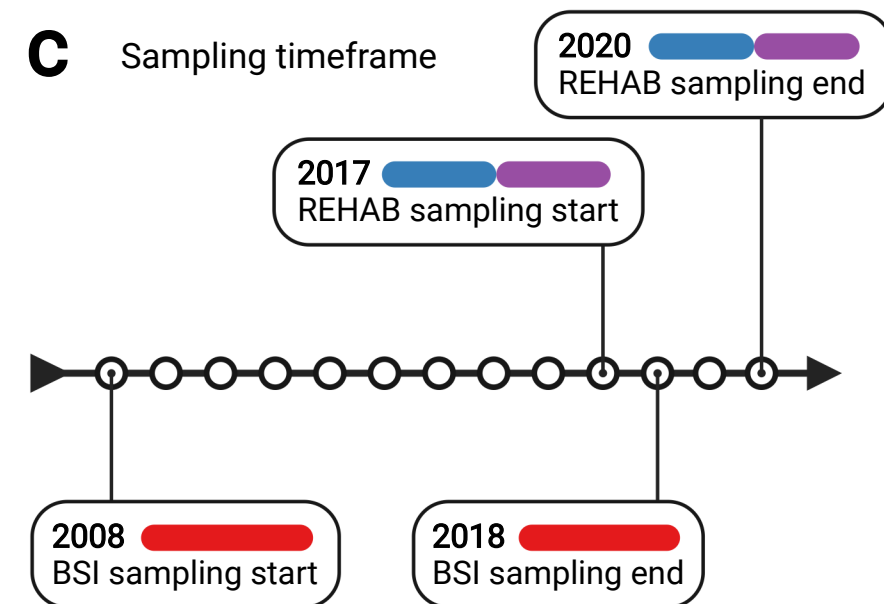 C Sampling timeframe
2020
REHAB sampling end
2017
REHAB sampling start
2008
BSI sampling start
2018
BSI sampling end